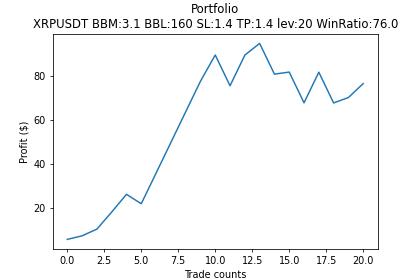 Portfolio
XRPUSDT BBM:3.1 BBL:160 SL:1.4 TP:1.4 lev:20 WinRatio:76.0
80
60
40
20
Profit ($)
0.0 2.5 5.0 7.5 10.0 12.5 15.0 17.5 20.0
Trade counts